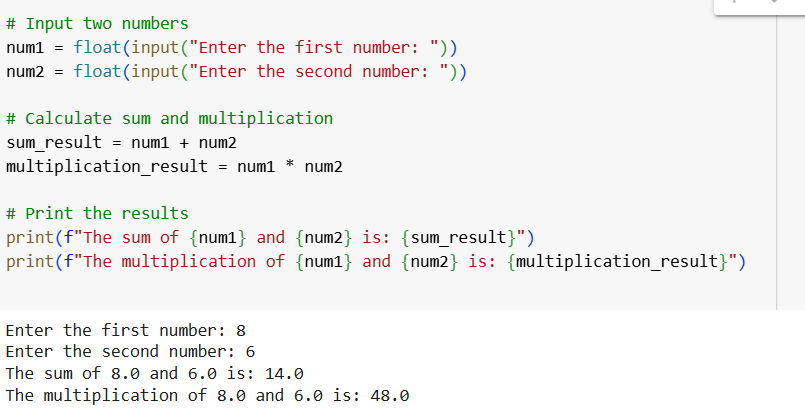 # Input two numbers
num1 = float(input("Enter the first number: "))
num2 = float(input("Enter the second number: "))
# Calculate sum and multiplication
sum_result = num1 + num2
multiplication_result = num1 * num2
# Print the results
print(f"The sum of {num1} and {num2} is: {sum_result}")
print(f"The multiplication of {num1} and {num2} is: {multiplication_result}")
Enter the first number: 8
Enter the second number: 6
The sum of 8.0 and 6.0 is: 14.0
The multiplication of 8.0 and 6.0 is: 48.0